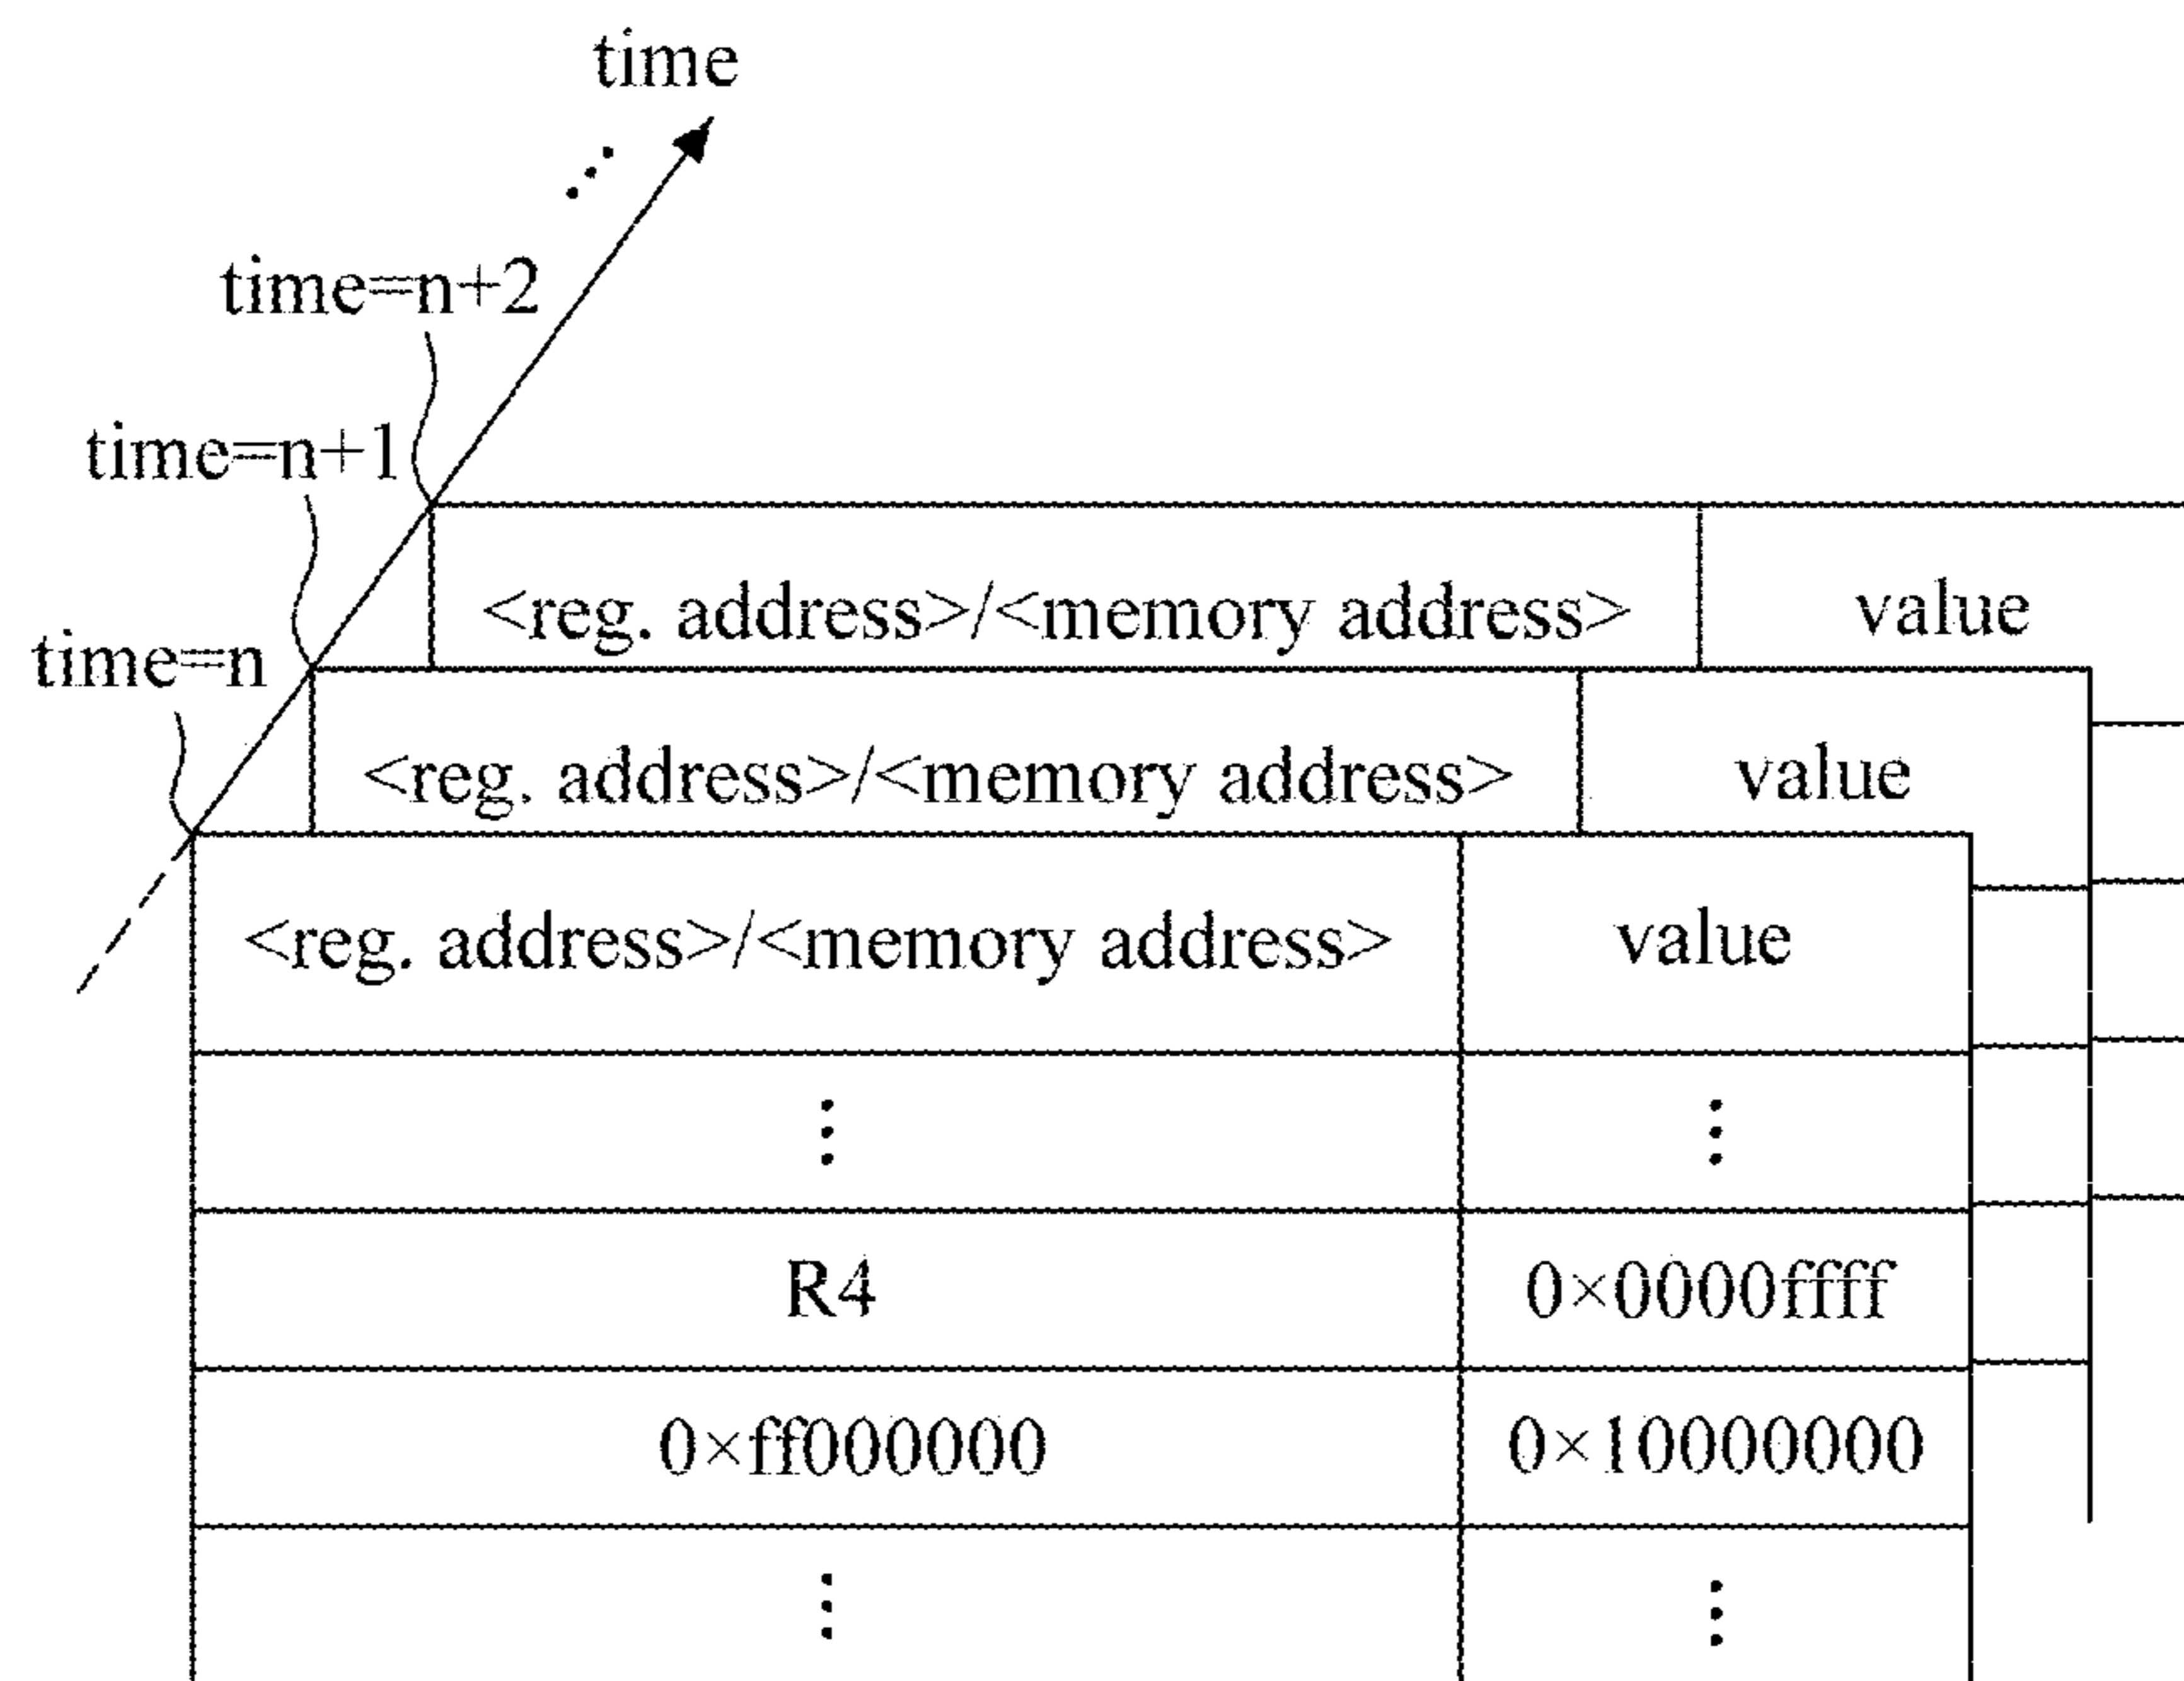 time
time=n+2
time=n+1
<reg. address>/<memory address> value
time=n
<reg. address>/<memory address> value
<reg. address>/<memory address> value
R4 0×0000ffff
0×ff000000 0×10000000